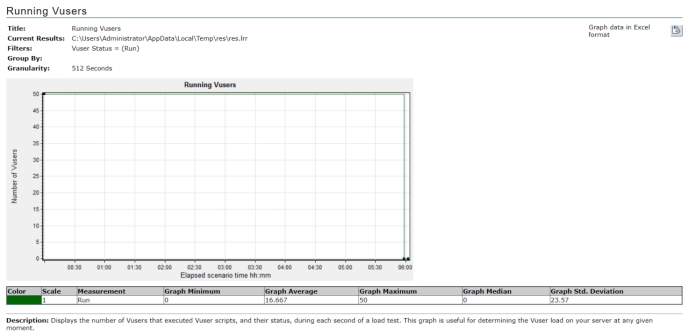 Running Vusers
Title: Running Vusers
Current Results: C:\Users\Administrator\AppData\Local\Temp\res\res.lrr
Filters: Vuser Status = (Run)
Group By:
Granularity: 512 Seconds
Graph data in Excel
format
Running Vusers
50
45
40
35
30
25
20
15
10
5
0
Number of Vusers
00:30 01:00 01:30 02:00 02:30 03:00 03:30 04:00 04:30 05:00 05:30 06:00
Elapsed scenario time hh:mm
Color Scale Measurement Graph Minimum Graph Average Graph Maximum Graph Median Graph Std. Deviation
1 Run 0 16.667 50 0 23.57
Description: Displays the number of Vusers that executed Vuser scripts, and their status, during each second of a load test. This graph is useful for determining the Vuser load on your server at any given
moment.